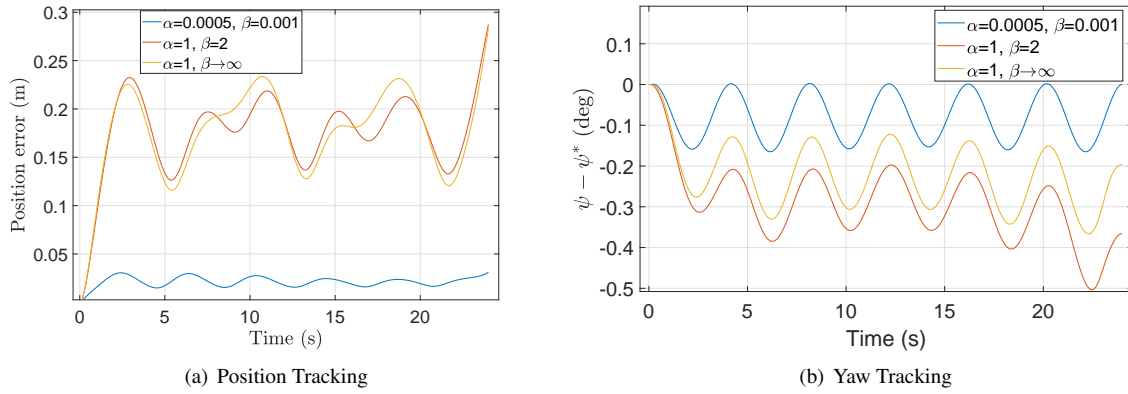 0.3
0.25
0.2
0.15
0.1
0.05
Position error (m)
α=0.0005, β=0.001
α=1, β=2
α=1, β→∞
0 5 10 15 20
Time (s)
(a) Position Tracking
0.1
0
-0.1
-0.2
-0.3
-0.4
-0.5
ψ − ψ* (deg)
α=0.0005, β=0.001
α=1, β=2
α=1, β→∞
0 5 10 15 20
Time (s)
(b) Yaw Tracking